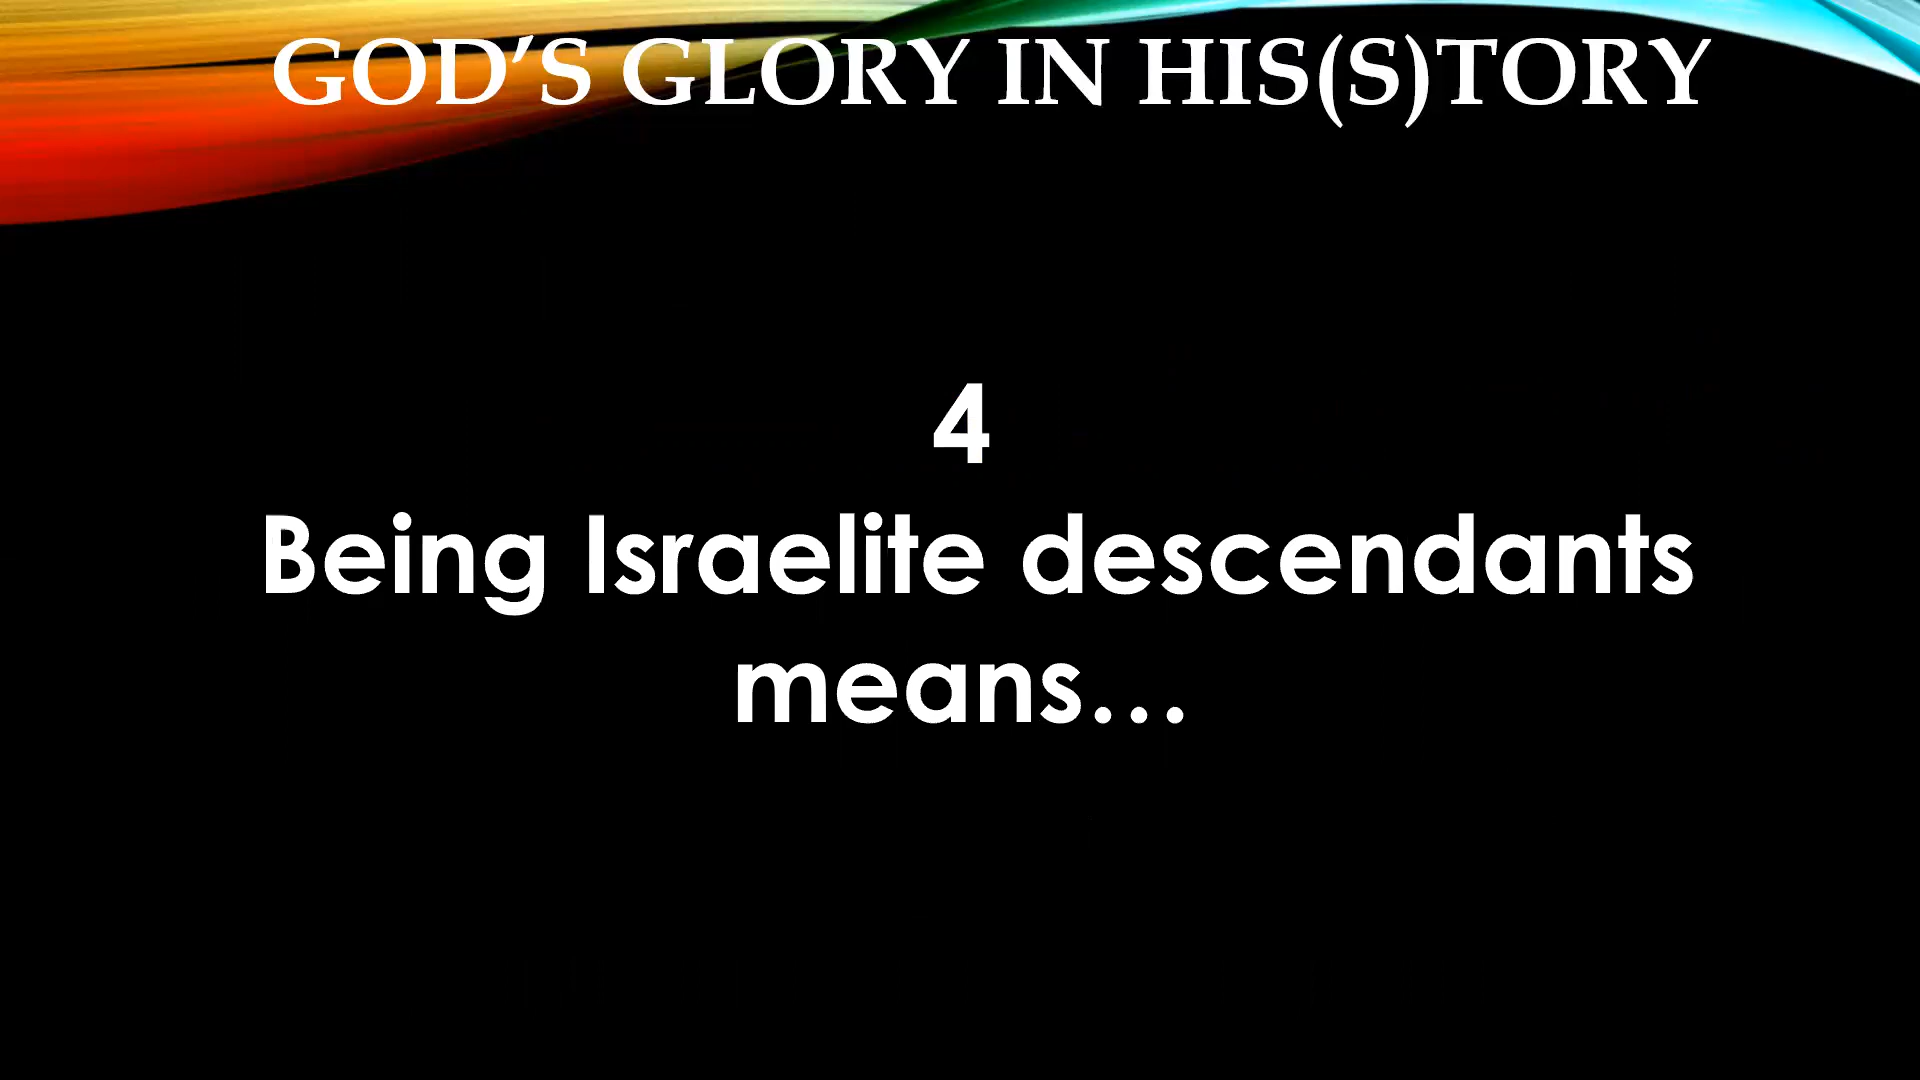 GOD’S GLORY IN HIS(S)TORY
4
Being Israelite descendants
means…